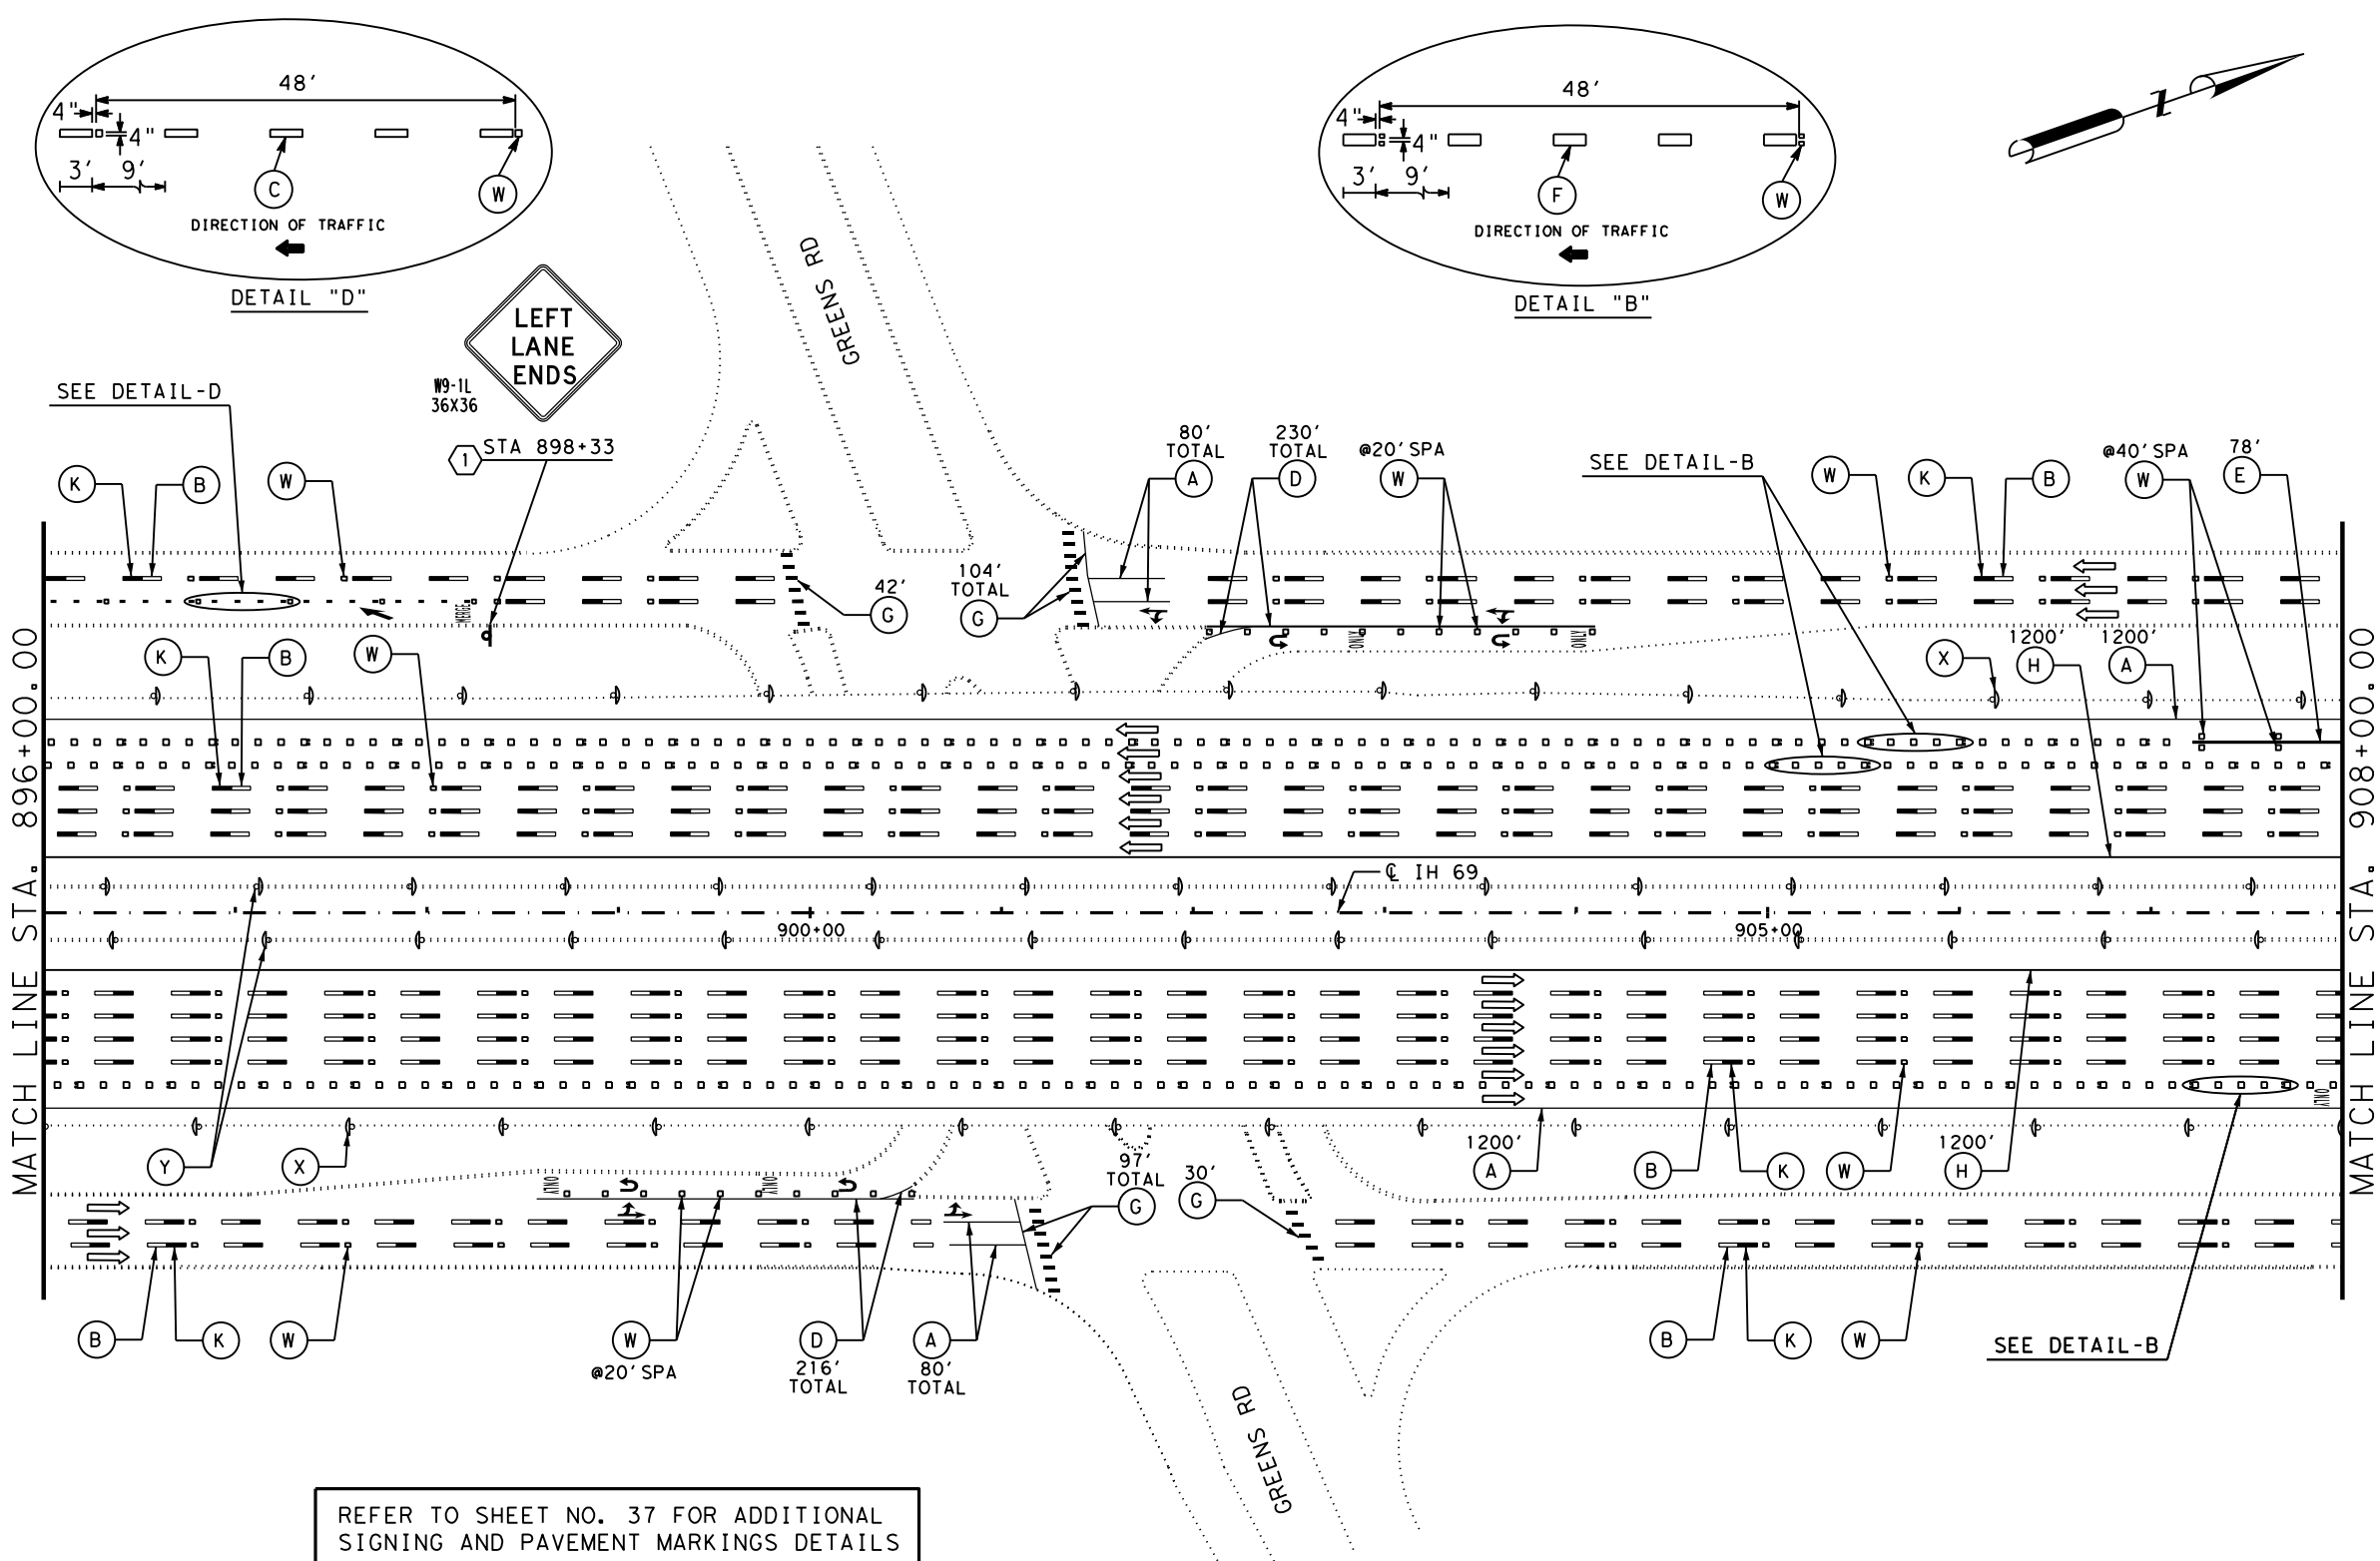 48'
4"
4"
3'
9'
C
W
DIRECTION OF TRAFFIC
DETAIL "D"
48'
4"
4"
3'
9'
F
W
DIRECTION OF TRAFFIC
DETAIL "B"
Z
GREENS RD
LEFT
LANE
ENDS
W9-1L
36X36
1
STA 898+33
SEE DETAIL-D
K
B
W
80'
TOTAL
A
230'
TOTAL
D
@20' SPA
W
SEE DETAIL-B
W
K
B
@40' SPA
W
78'
E
MERGE
42'
G
104'
TOTAL
G
ONLY
ONLY
K
B
W
X
1200'
H
1200'
A
MATCH LINE STA. 896+00.00
MATCH LINE STA. 908+00.00
℄ IH 69
900+00
905+00
ONLY
Y
X
ONLY
ONLY
97'
TOTAL
G
30'
G
1200'
A
B
K
W
1200'
H
B
K
W
W
@20' SPA
D
216'
TOTAL
A
80'
TOTAL
B
K
W
SEE DETAIL-B
GREENS RD
REFER TO SHEET NO. 37 FOR ADDITIONAL
SIGNING AND PAVEMENT MARKINGS DETAILS